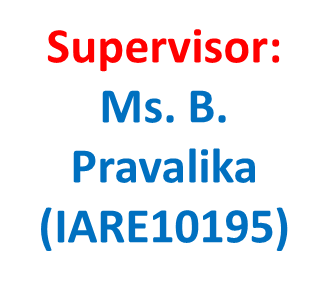 Supervisor:
Ms. B.
Pravalika
(IARE10195)